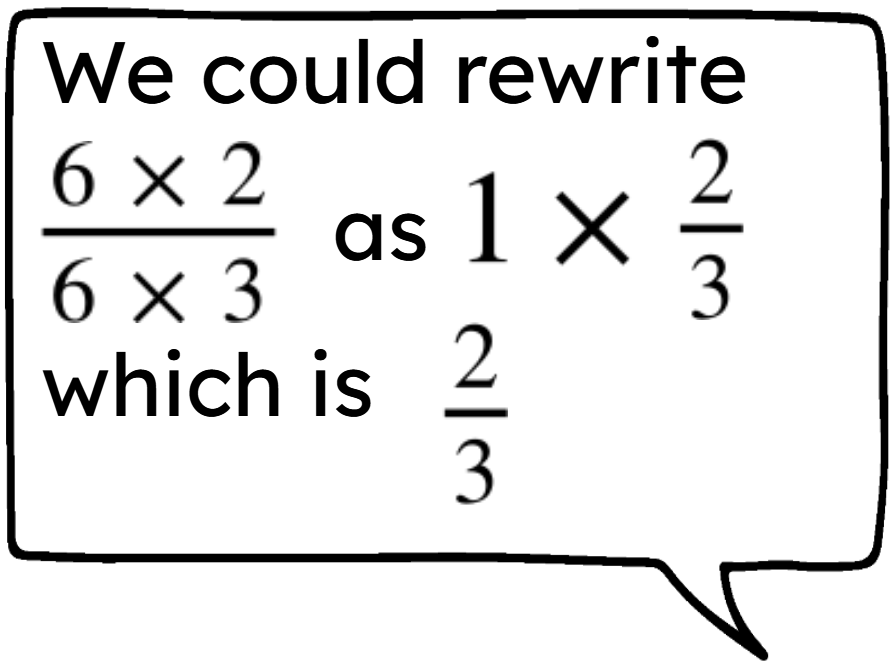 We could rewrite
6 × 2
6 × 3
as 1 × 2/3
which is 2/3